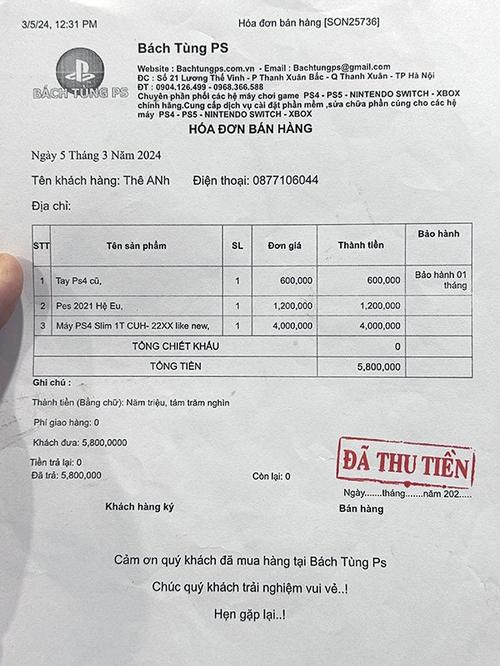 3/5/24, 12:31 PM Hóa đơn bán hàng [SON25736]
BÁCH TÙNG PS
Bách Tùng PS
Website : Bachtungps.com.vn - Email : Bachtungps@gmail.com
ĐC : Số 21 Lương Thế Vinh - P Thanh Xuân Bắc - Q Thanh Xuân - TP Hà Nội
ĐT : 0904.126.499 - 0968.366.588
Chuyên phân phối các hệ máy chơi game PS4 - PS5 - NINTENDO SWITCH - XBOX
chính hãng.Cung cấp dịch vụ cài đặt phần mềm ,sửa chữa phần cứng cho các hệ
máy PS4 - PS5 - NINTENDO SWITCH - XBOX
HÓA ĐƠN BÁN HÀNG
Ngày 5 Tháng 3 Năm 2024
Tên khách hàng: Thê ANh Điện thoại: 0877106044
Địa chỉ:
STT Tên sản phẩm SL Đơn giá Thành tiền Bảo hành
1 Tay Ps4 cũ, 1 600,000 600,000 Bảo hành 01
tháng
2 Pes 2021 Hệ Eu, 1 1,200,000 1,200,000
3 Máy PS4 Slim 1T CUH- 22XX like new, 1 4,000,000 4,000,000
TỔNG CHIẾT KHẤU 0
TỔNG TIỀN 5,800,000
Ghi chú :
Thành tiền (Bằng chữ): Năm triệu, tám trăm nghìn
Phí giao hàng: 0
Khách đưa: 5,800,0000
Tiền trả lại: 0
Đã trả: 5,800,000 Còn lại: 0
ĐÃ THU TIỀN
Ngày.......tháng.......năm 202.....
Khách hàng ký Bán hàng
Cảm ơn quý khách đã mua hàng tại Bách Tùng Ps
Chúc quý khách trải nghiệm vui vẻ..!
Hẹn gặp lại..!